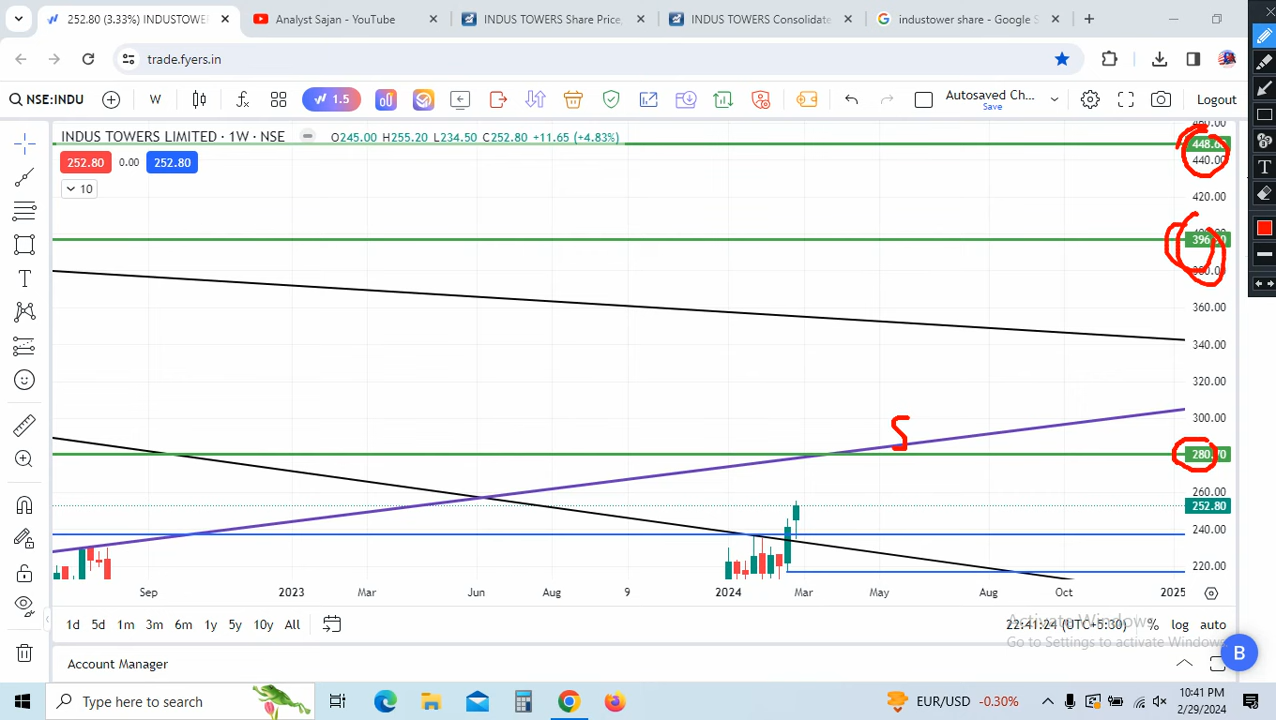 252.80 (3.33%) INDUSTOWER
Analyst Sajan - YouTube
INDUS TOWERS Share Price,
INDUS TOWERS Consolidate
industower share - Google S
trade.fyers.in
NSE:INDU
W
1.5
Autosaved Ch...
Save
Logout
INDUS TOWERS LIMITED · 1W · NSE
O245.00 H255.20 L234.50 C252.80 +11.65 (+4.83%)
252.80 0.00 252.80
10
460.00
448.
440.00
420.00
396.
380.00
360.00
340.00
320.00
300.00
280.70
260.00
252.80
240.00
220.00
Sep 2023 Mar Jun Aug 9 2024 Mar May Aug Oct 2025
1d 5d 1m 3m 6m 1y 5y 10y All
22:41:24 (UTC+5:30) % log auto
Activate Windows
Go to Settings to activate Windows.
Account Manager
B
Type here to search
EUR/USD -0.30%
10:41 PM
2/29/2024